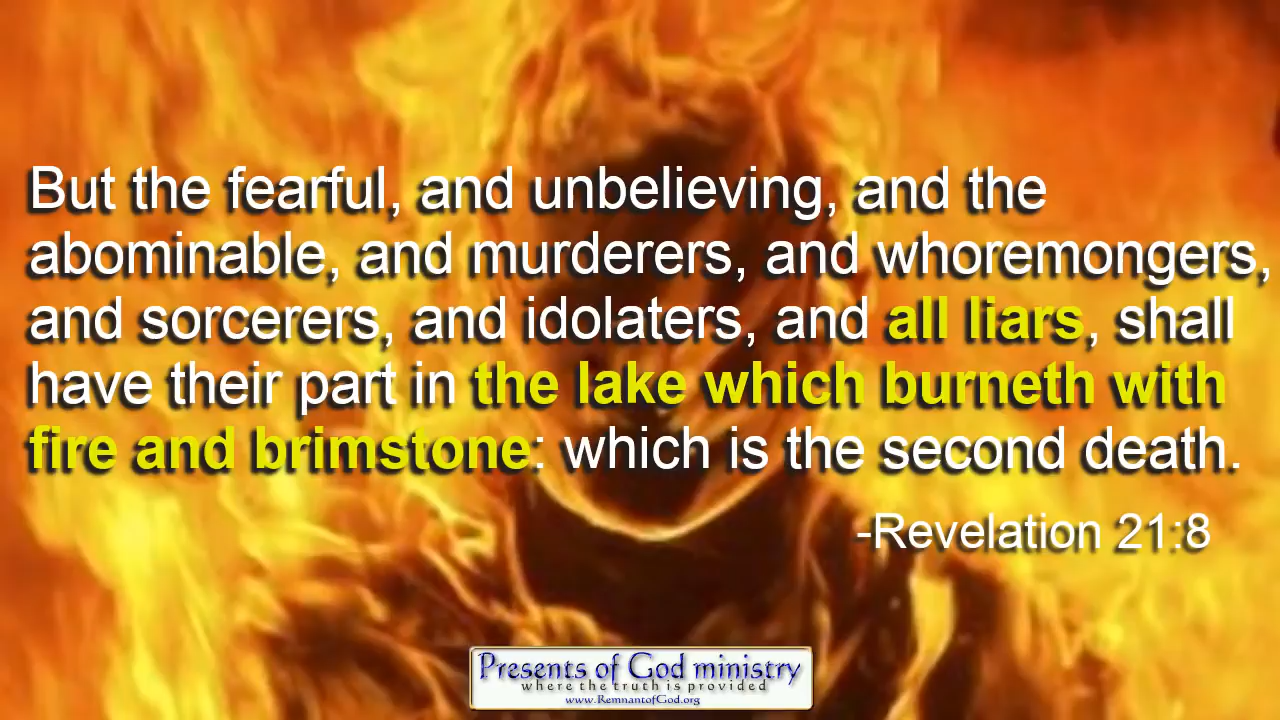 But the fearful, and unbelieving, and the
abominable, and murderers, and whoremongers,
and sorcerers, and idolaters, and all liars, shall
have their part in the lake which burneth with
fire and brimstone: which is the second death.
-Revelation 21:8
Presents of God ministry
where the truth is provided
www.RemnantofGod.org